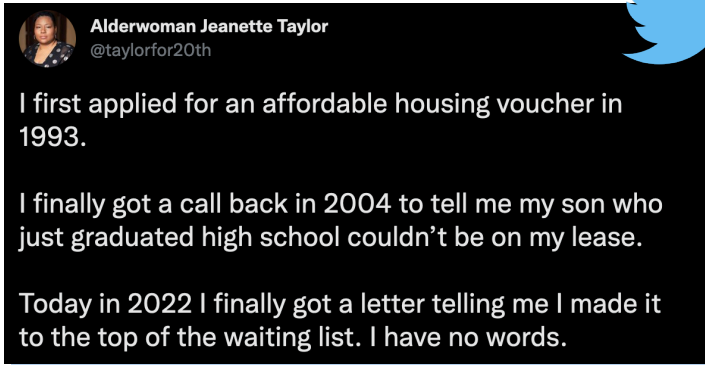 Alderwoman Jeanette Taylor
@taylorfor20th
I first applied for an affordable housing voucher in
1993.
I finally got a call back in 2004 to tell me my son who
just graduated high school couldn’t be on my lease.
Today in 2022 I finally got a letter telling me I made it
to the top of the waiting list. I have no words.